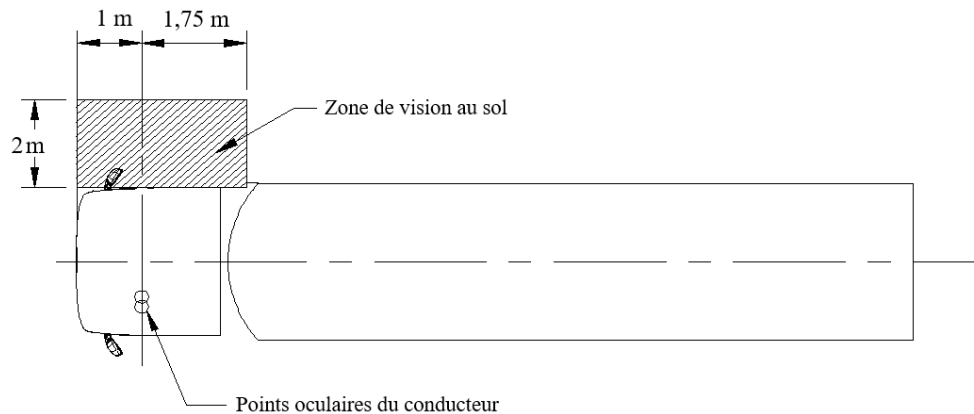 1 m
1,75 m
Zone de vision au sol
2 m
Points oculaires du conducteur